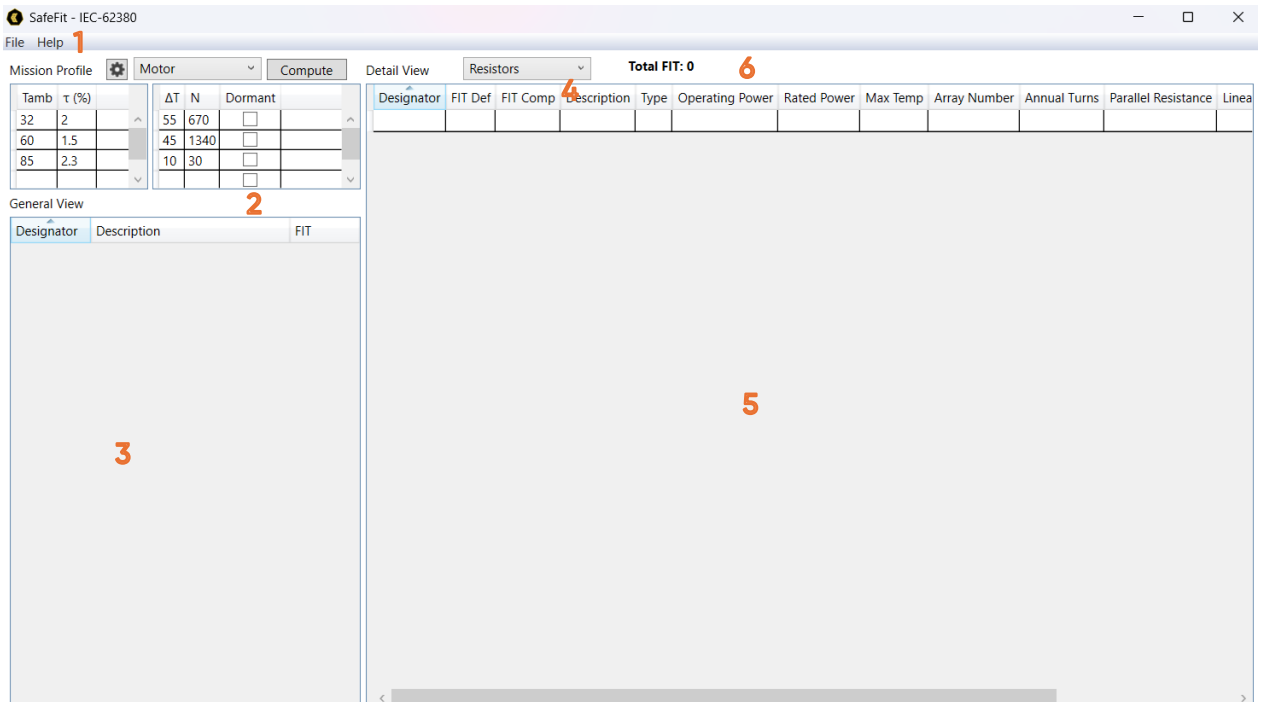 SafeFit - IEC-62380
File Help
1
Mission Profile Motor Compute Detail View Resistors Total FIT: 0 6
4
Tamb τ (%) ΔT N Dormant Designator FIT Def FIT Comp Description Type Operating Power Rated Power Max Temp Array Number Annual Turns Parallel Resistance Linea
32 2 55 670
60 1.5 45 1340
85 2.3 10 30
General View 2
Designator Description FIT
5
3